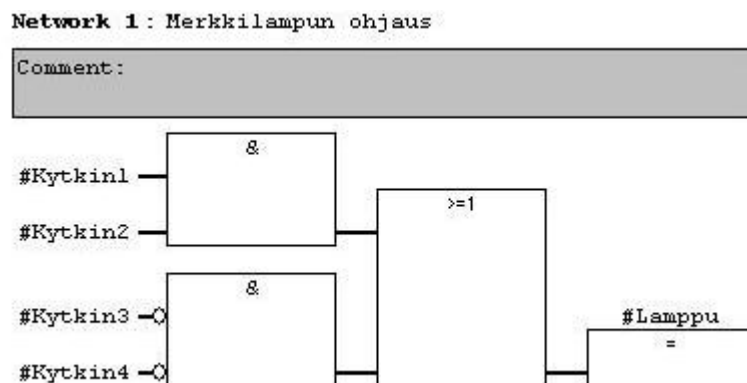 Network 1 : Merkkilampun ohjaus
Comment:
&
#Kytkin1
>=1
#Kytkin2
&
#Kytkin3
#Lamppu
=
#Kytkin4